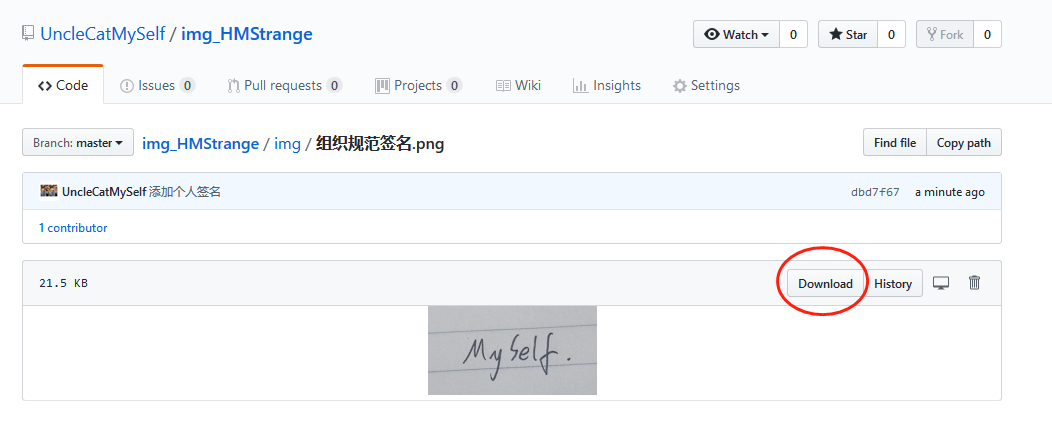 UncleCatMySelf / img_HMStrange
Watch 0 Star 0 Fork 0
Code Issues 0 Pull requests 0 Projects 0 Wiki Insights Settings
Branch: master img_HMStrange / img / 组织规范签名.png Find file Copy path
UncleCatMySelf 添加个人签名 dbd7f67 a minute ago
1 contributor
21.5 KB Download History
MySelf.